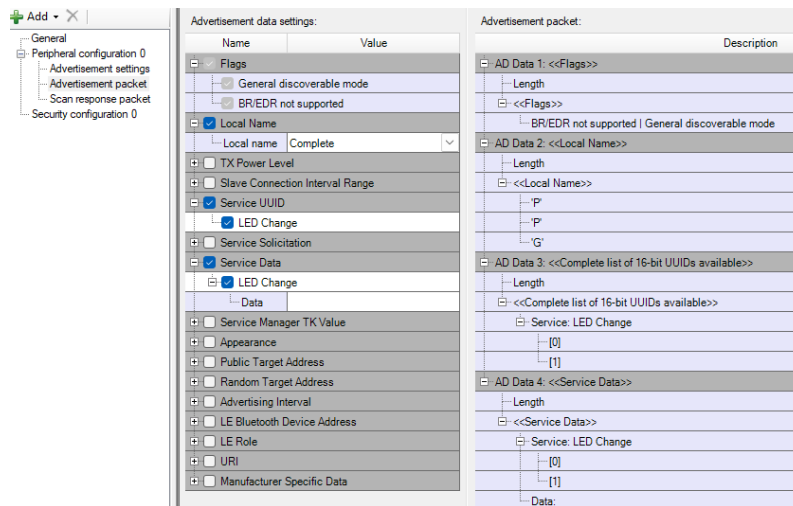 Add
General
Peripheral configuration 0
Advertisement settings
Advertisement packet
Scan response packet
Security configuration 0
Advertisement data settings:
Name Value
Flags
General discoverable mode
BR/EDR not supported
Local Name
Local name Complete
TX Power Level
Slave Connection Interval Range
Service UUID
LED Change
Service Solicitation
Service Data
LED Change
Data
Service Manager TK Value
Appearance
Public Target Address
Random Target Address
Advertising Interval
LE Bluetooth Device Address
LE Role
URI
Manufacturer Specific Data
Advertisement packet:
Description
AD Data 1: <<Flags>>
Length
<<Flags>>
BR/EDR not supported | General discoverable mode
AD Data 2: <<Local Name>>
Length
<<Local Name>>
'P'
'P'
'G'
AD Data 3: <<Complete list of 16-bit UUIDs available>>
Length
<<Complete list of 16-bit UUIDs available>>
Service: LED Change
[0]
[1]
AD Data 4: <<Service Data>>
Length
<<Service Data>>
Service: LED Change
[0]
[1]
Data: